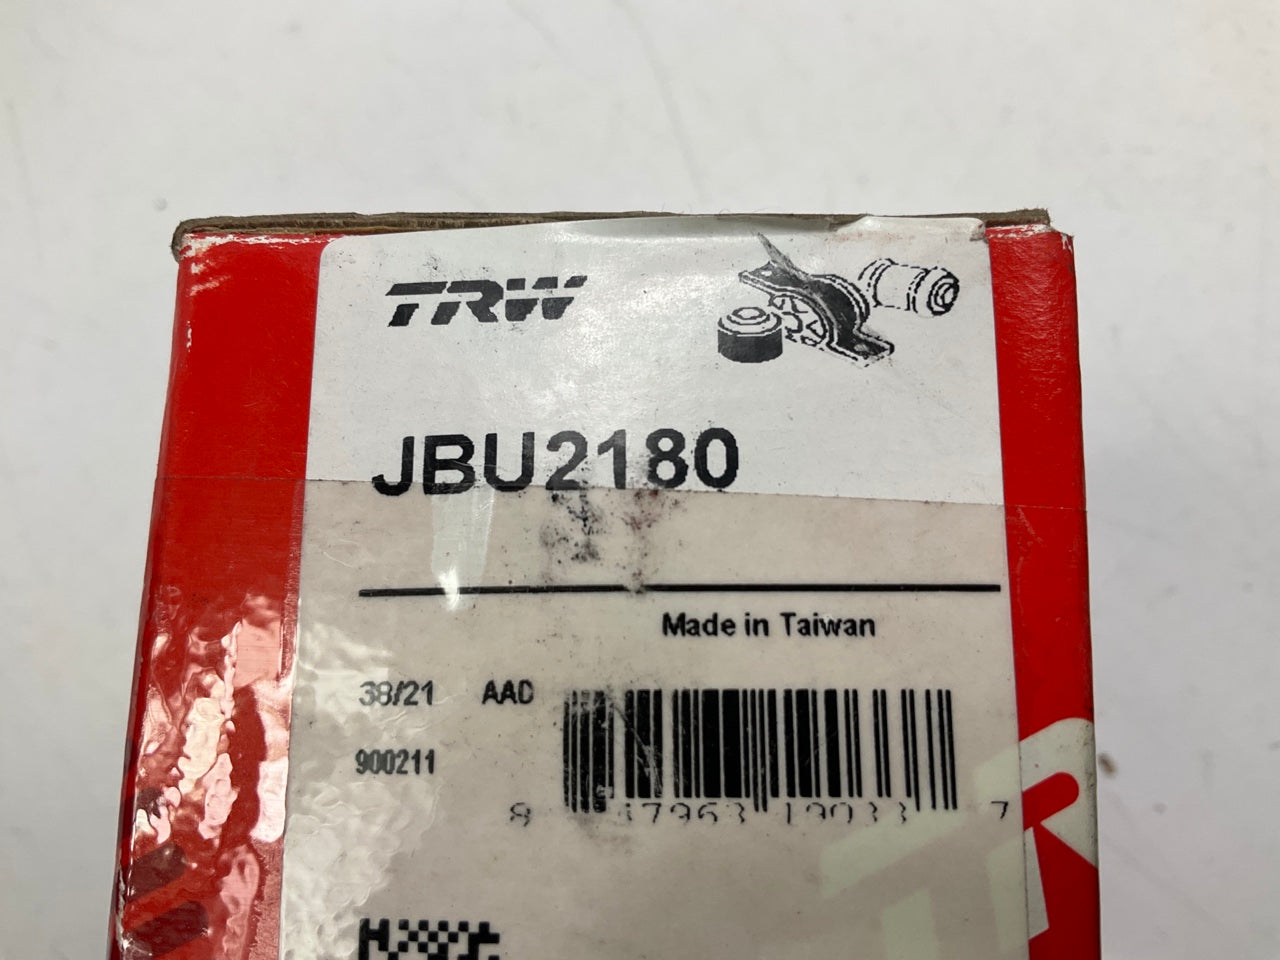 TRW
JBU2180
Made in Taiwan
38/21 AAD
900211